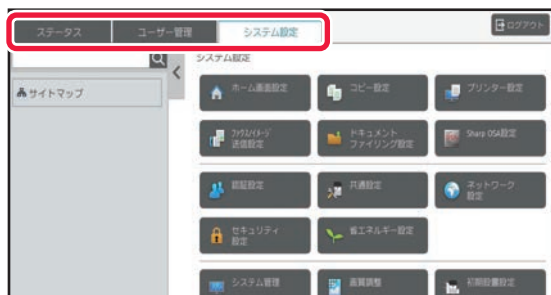 ステータス
ユーザー管理
システム設定
ログアウト
システム設定
サイトマップ
ホーム画面設定
コピー設定
プリンター設定
ファクス/イメージ
送信設定
ドキュメント
ファイリング設定
Sharp OSA設定
認証設定
共通設定
ネットワーク
設定
セキュリティ
設定
省エネルギー設定
システム管理
画質調整
初期設置設定